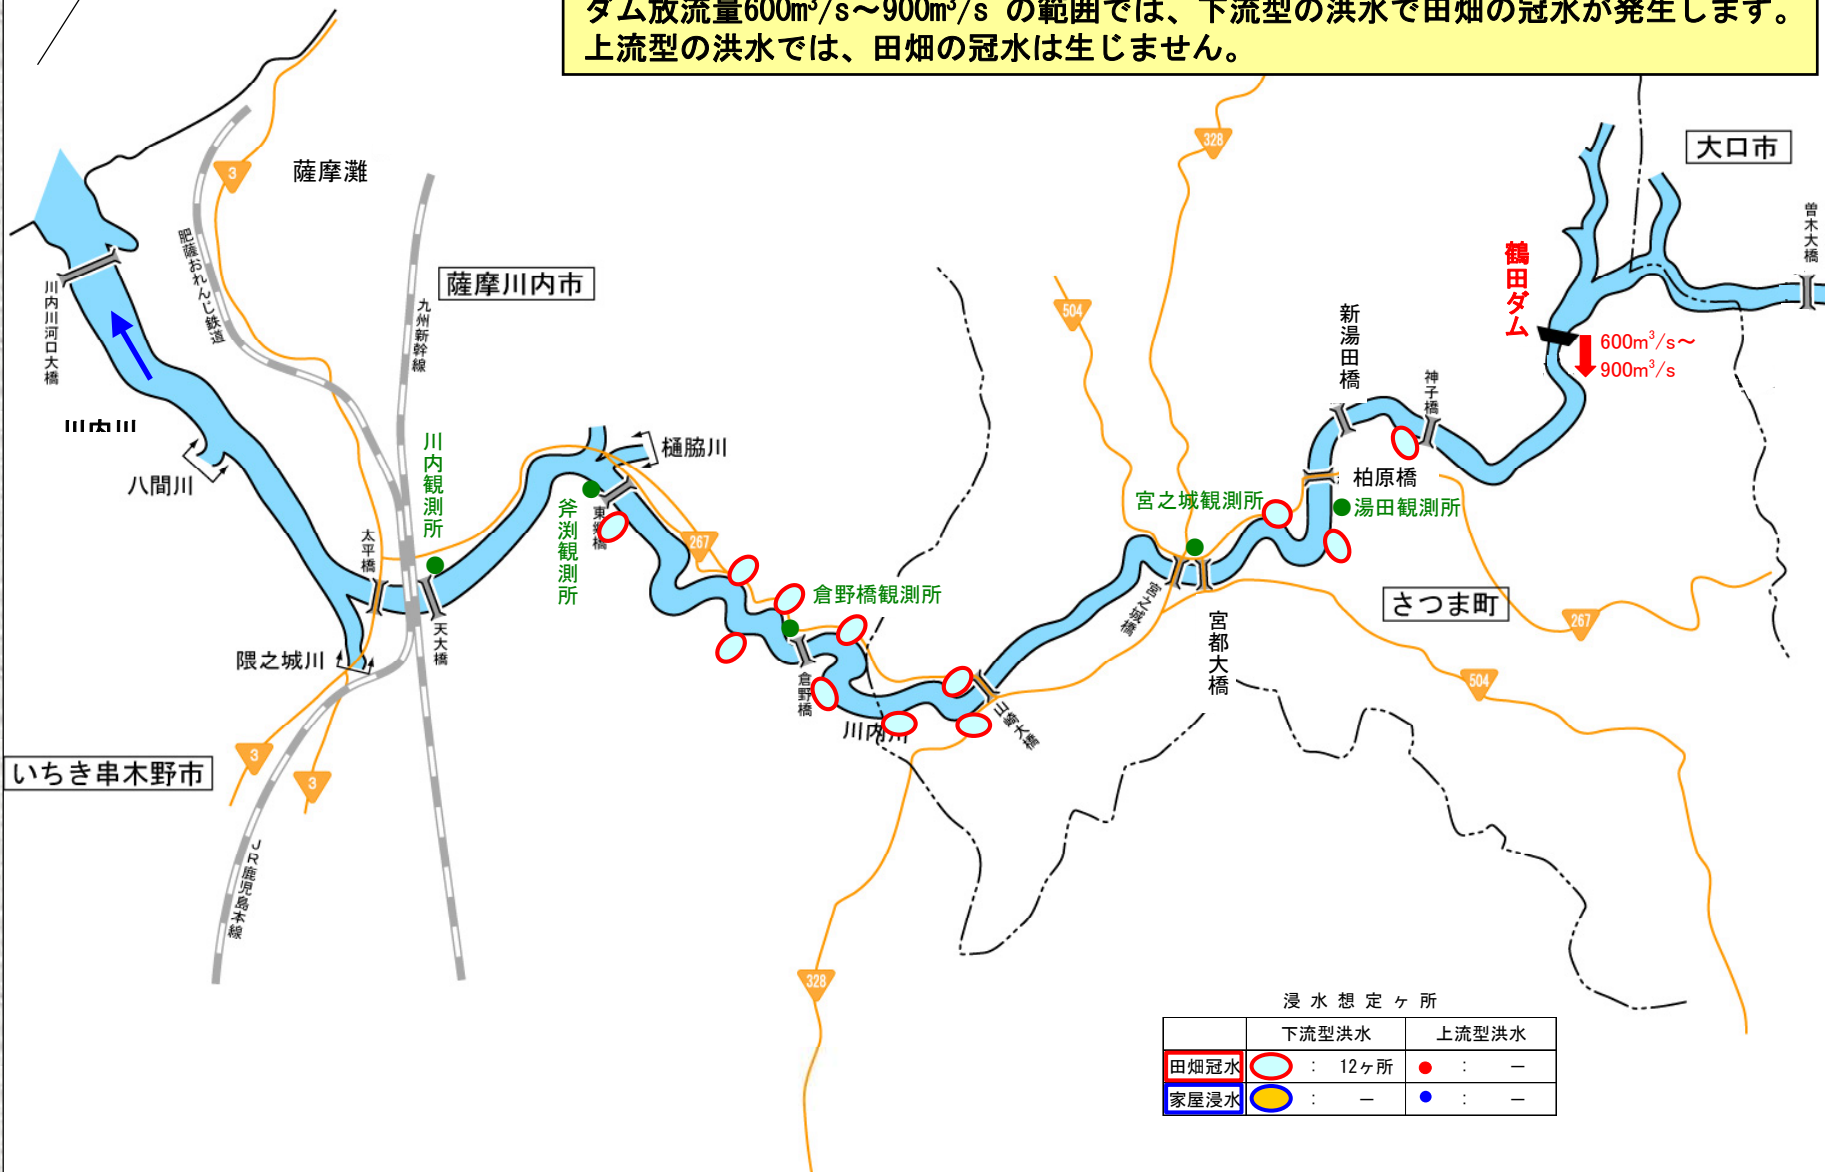 ダム放流量600m³/s～900m³/s の範囲では、下流型の洪水で田畑の冠水が発生します。
上流型の洪水では、田畑の冠水は生じません。
大口市
曽木大橋
328
薩摩灘
3
肥薩おれんじ鉄道
鶴田ダム
薩摩川内市
川内川河口大橋
九州新幹線
504
新湯田橋
600m³/s～
900m³/s
神子橋
川内川
川内観測所
樋脇川
八間川
柏原橋
宮之城観測所
湯田観測所
斧渕観測所
東郷橋
太平橋
267
倉野橋観測所
さつま町
267
宮之城橋
宮都大橋
天大橋
隈之城川
倉野橋
504
山崎大橋
川内川
3
いちき串木野市
3
JR鹿児島本線
328
浸水想定ヶ所
下流型洪水 上流型洪水
田畑冠水 ： 12ヶ所 ： －
家屋浸水 ： － ： －